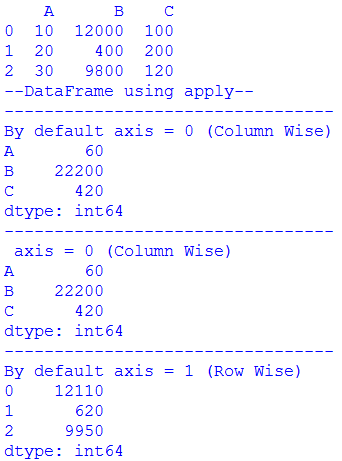 A      B    C
0  10  12000  100
1  20    400  200
2  30   9800  120
--DataFrame using apply--
---------------------------------
By default axis = 0 (Column Wise)
A       60
B    22200
C      420
dtype: int64
---------------------------------
 axis = 0 (Column Wise)
A       60
B    22200
C      420
dtype: int64
---------------------------------
By default axis = 1 (Row Wise)
0    12110
1      620
2     9950
dtype: int64